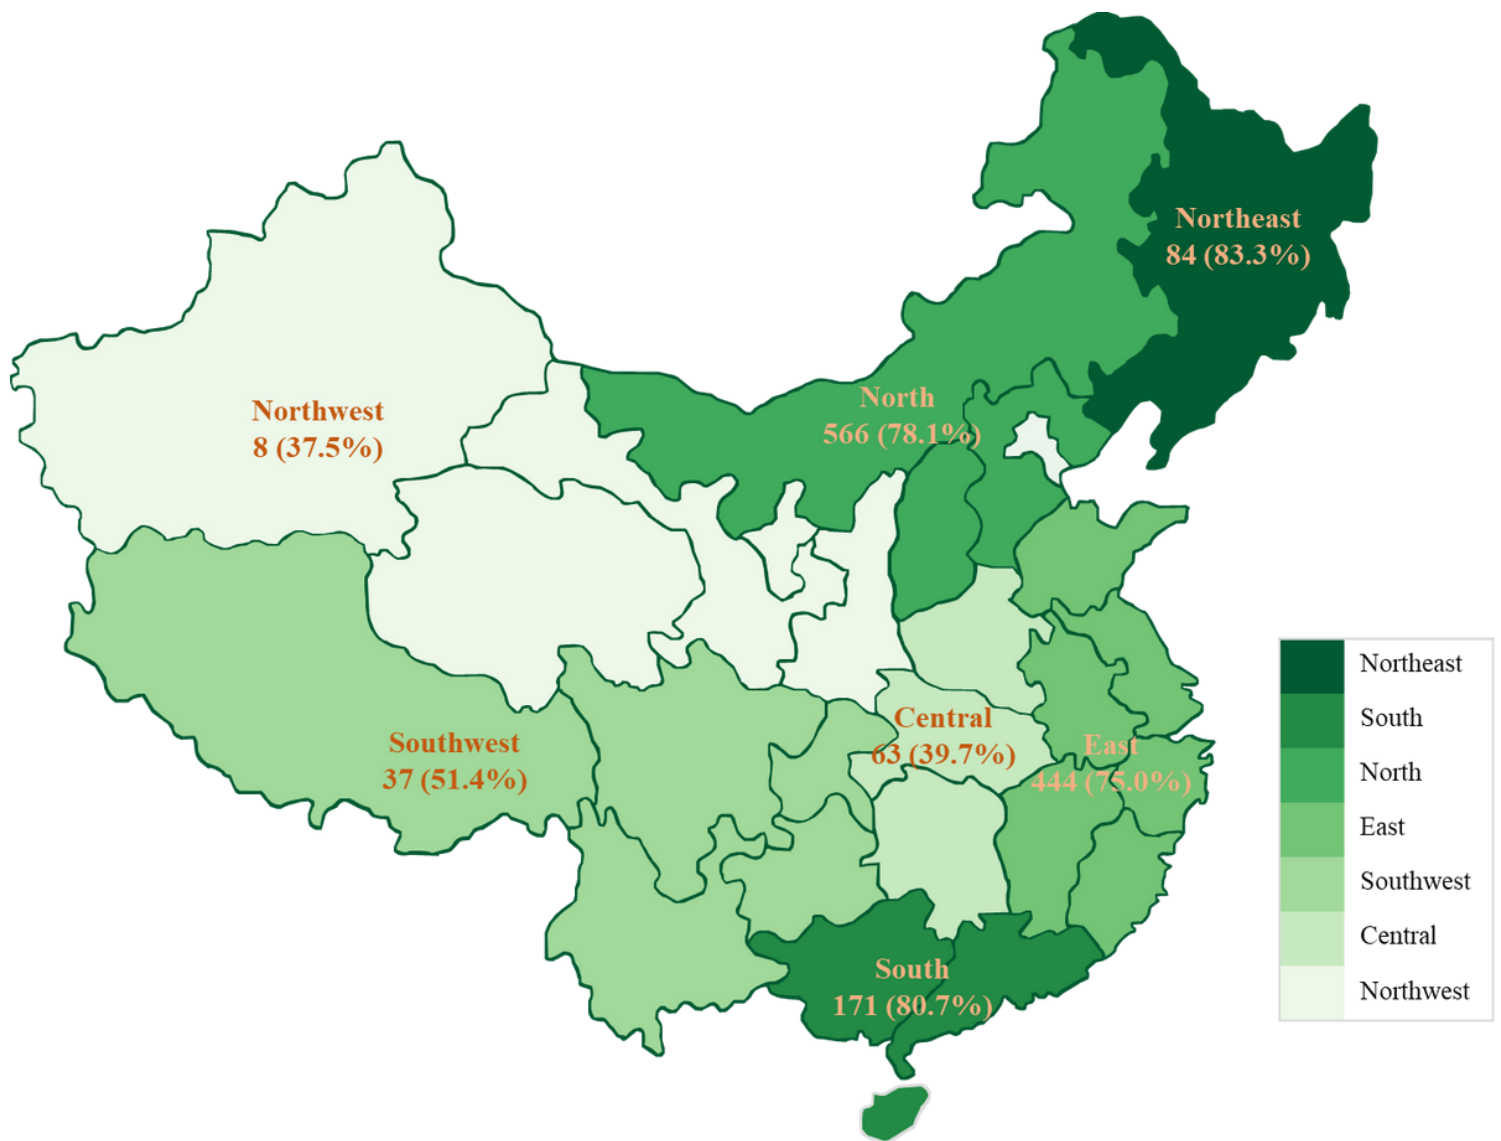 Northeast
84 (83.3%)
North
566 (78.1%)
Northwest
8 (37.5%)
Central
63 (39.7%)
Southwest
37 (51.4%)
East
444 (75.0%)
South
171 (80.7%)
Northeast
South
North
East
Southwest
Central
Northwest